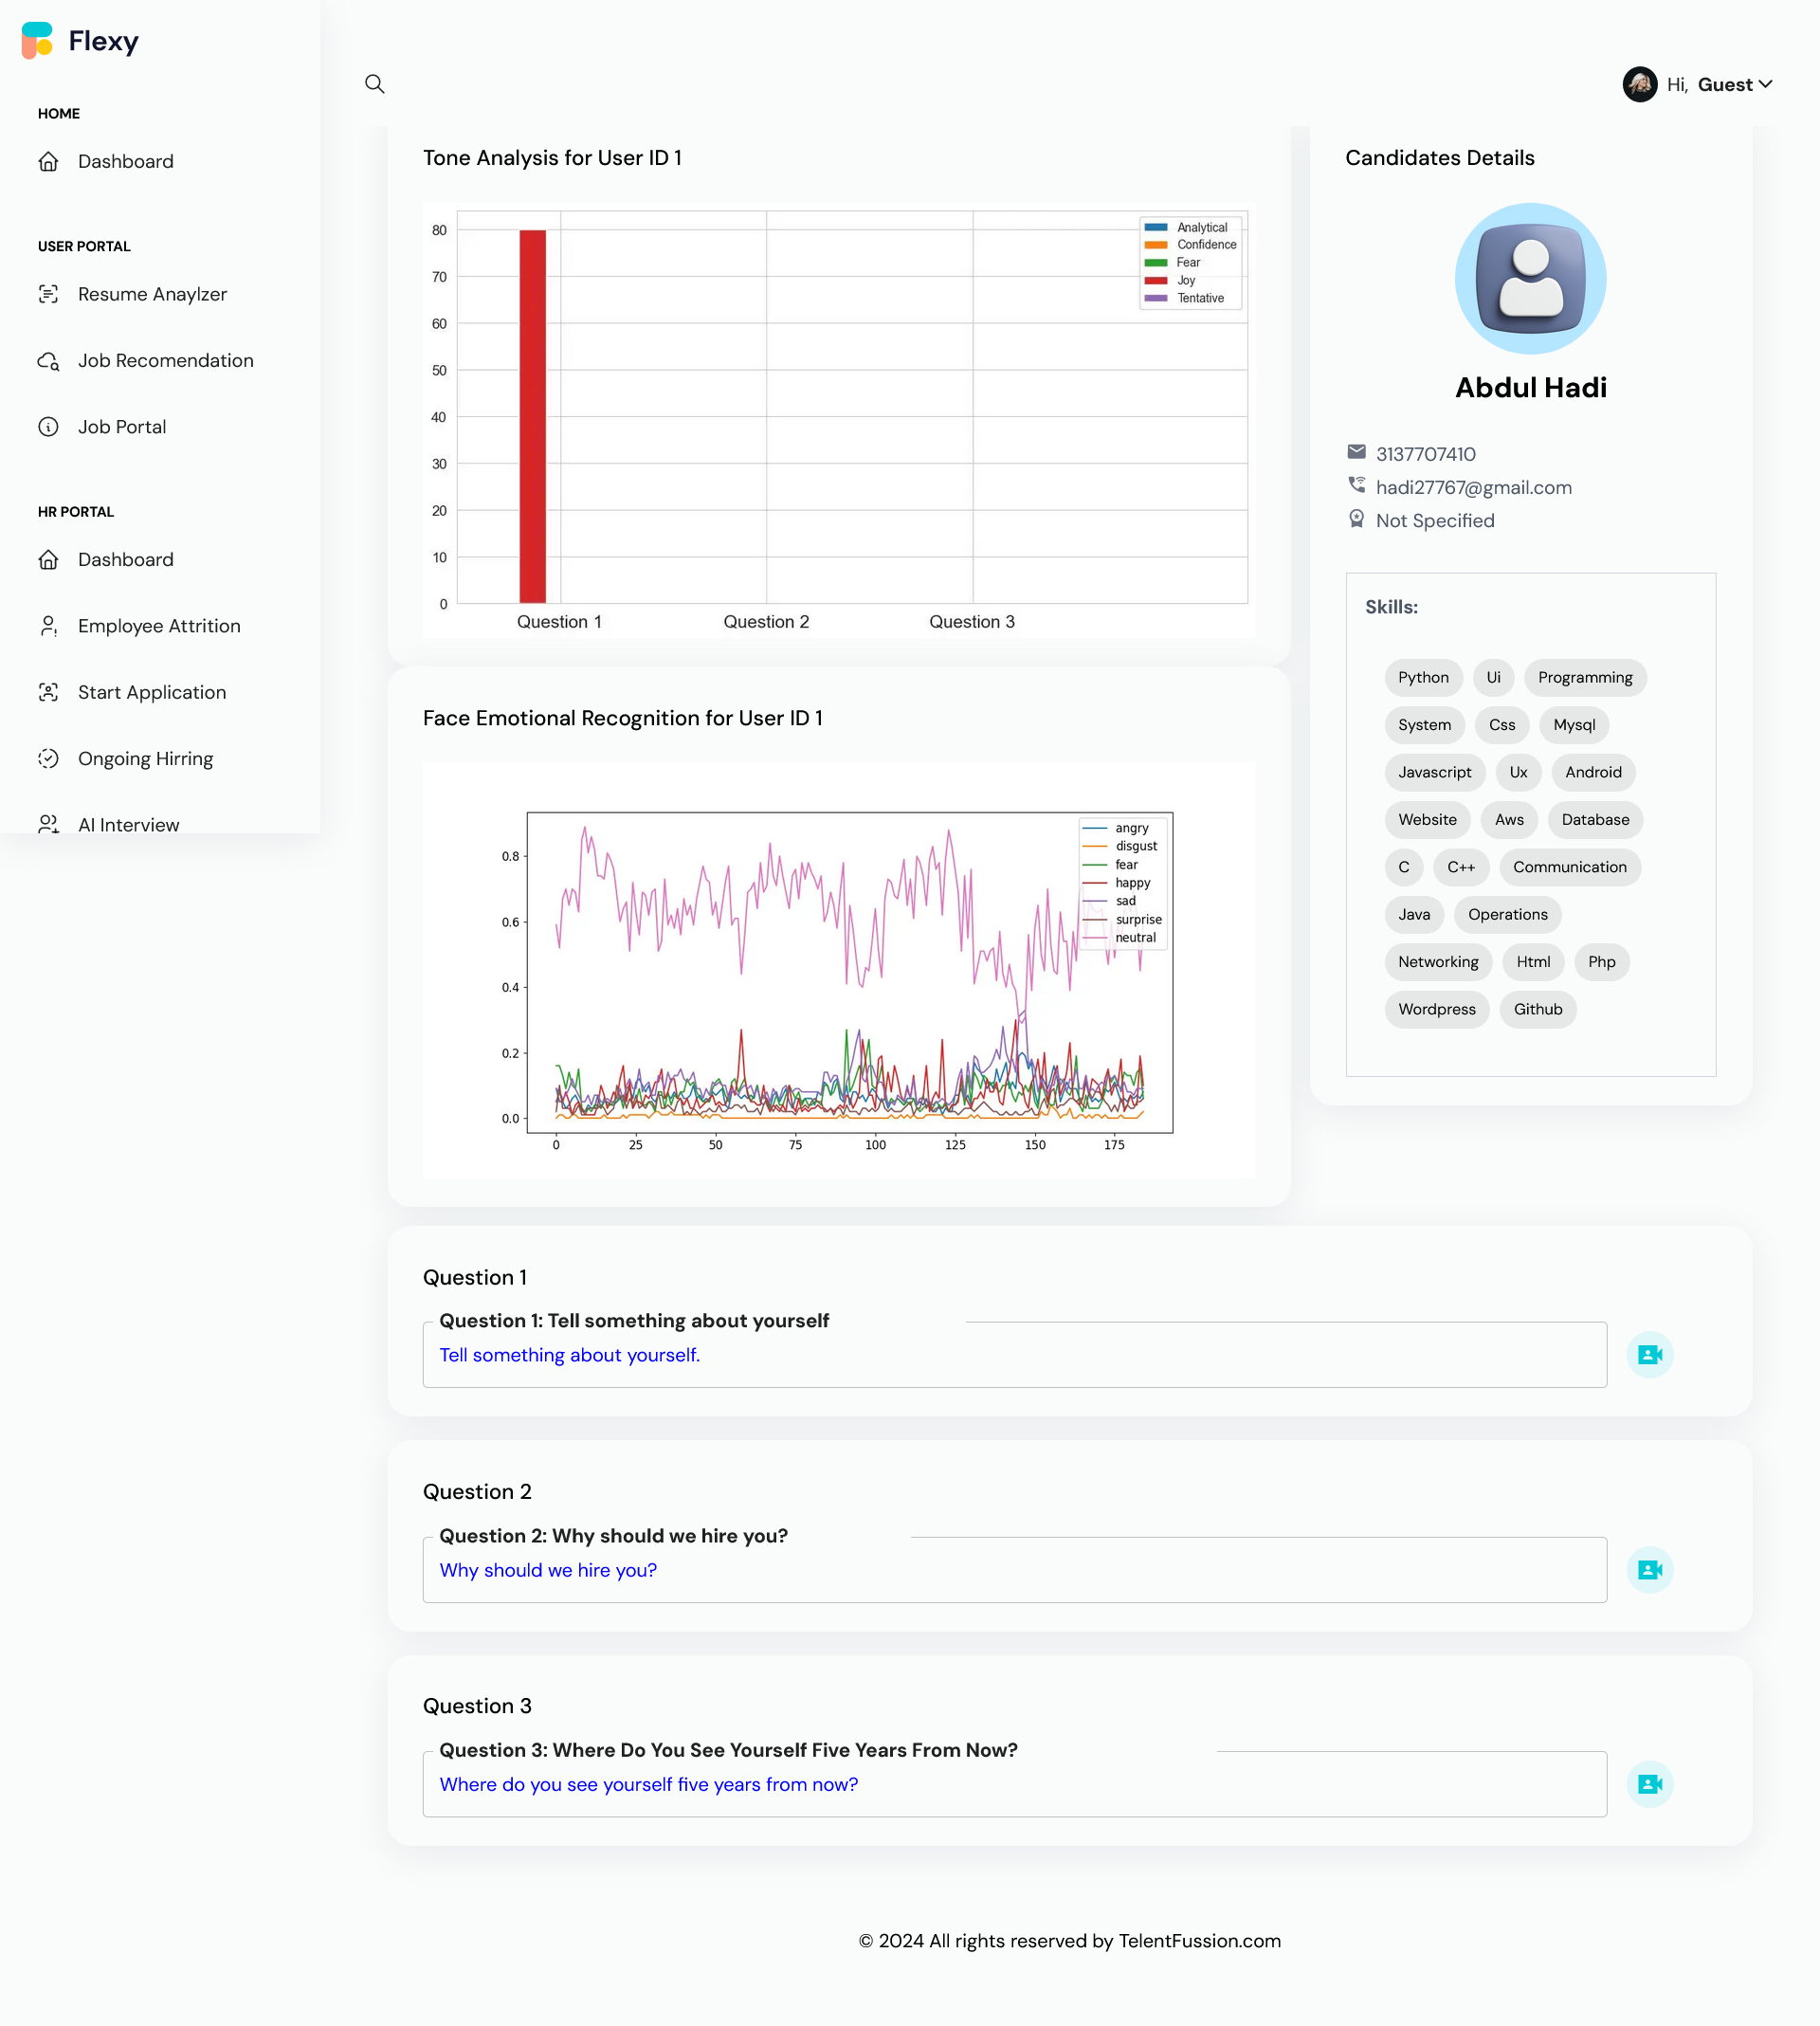 Flexy
HOME
Dashboard
USER PORTAL
Resume Anaylzer
Job Recomendation
Job Portal
HR PORTAL
Dashboard
Employee Attrition
Start Application
Ongoing Hirring
AI Interview
Hi, Guest
Tone Analysis for User ID 1
80
70
60
50
40
30
20
10
0
Analytical
Confidence
Fear
Joy
Tentative
Question 1 Question 2 Question 3
Face Emotional Recognition for User ID 1
0.8
0.6
0.4
0.2
0.0
angry
disgust
fear
happy
sad
surprise
neutral
0 25 50 75 100 125 150 175
Candidates Details
Abdul Hadi
3137707410
hadi27767@gmail.com
Not Specified
Skills:
Python Ui Programming
System Css Mysql
Javascript Ux Android
Website Aws Database
C C++ Communication
Java Operations
Networking Html Php
Wordpress Github
Question 1
Question 1: Tell something about yourself
Tell something about yourself.
Question 2
Question 2: Why should we hire you?
Why should we hire you?
Question 3
Question 3: Where Do You See Yourself Five Years From Now?
Where do you see yourself five years from now?
© 2024 All rights reserved by TelentFussion.com